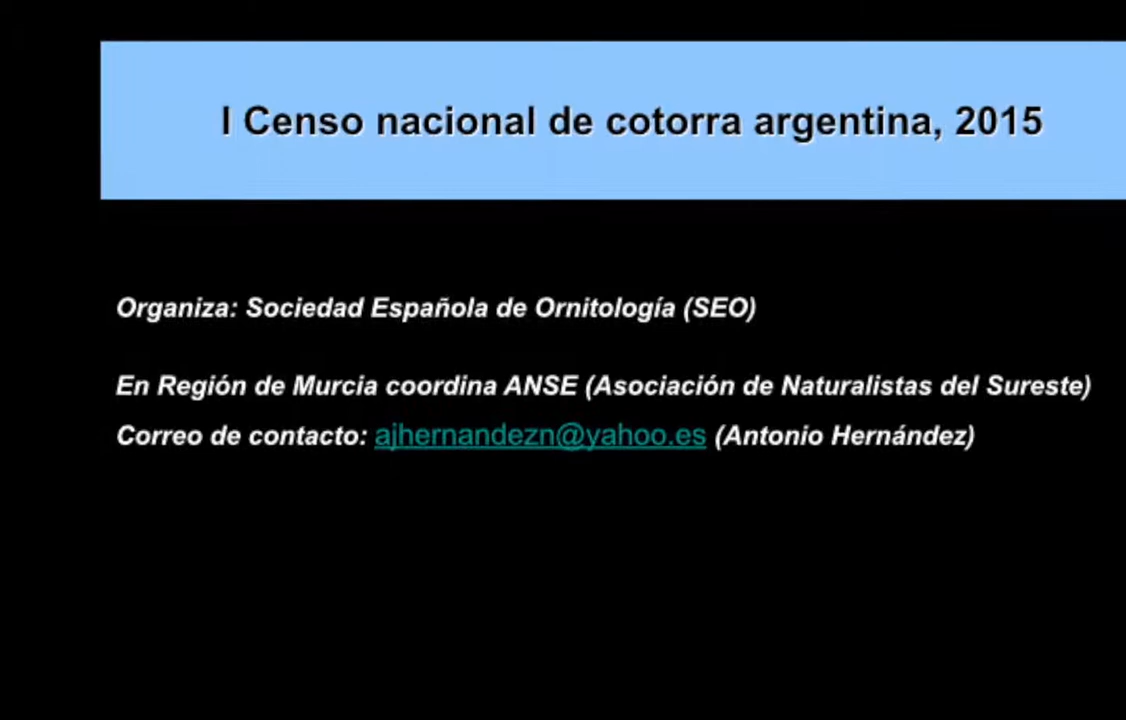 I Censo nacional de cotorra argentina, 2015
Organiza: Sociedad Española de Ornitología (SEO)
En Región de Murcia coordina ANSE (Asociación de Naturalistas del Sureste)
Correo de contacto: ajhernandezn@yahoo.es (Antonio Hernández)